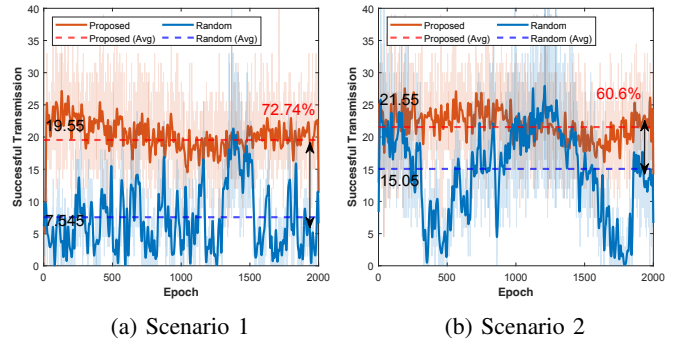 40
Proposed
Random
35
Proposed (Avg)
Random (Avg)
30
72.74%
25
19.55
20
15
10
7.545
5
0
0
500
1000
1500
2000
Successful Transmission
Epoch
(a) Scenario 1
40
Proposed
Random
35
Proposed (Avg)
Random (Avg)
30
60.6%
21.55
25
20
15
15.05
10
5
0
0
500
1000
1500
2000
Successful Transmission
Epoch
(b) Scenario 2